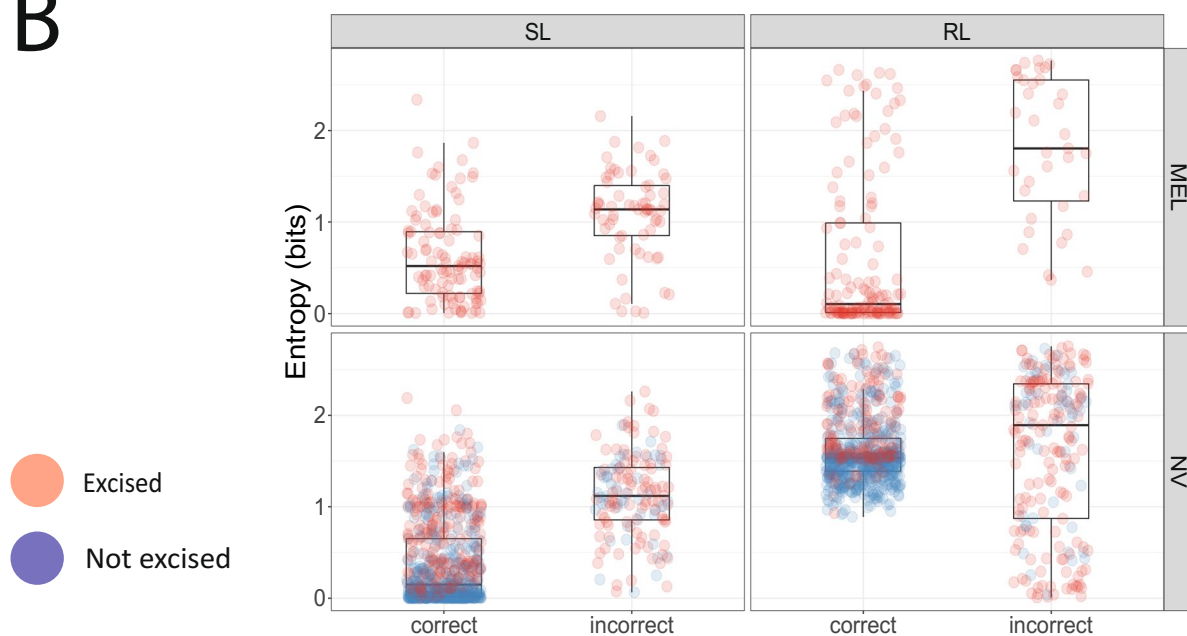 B
SL
RL
MEL
NV
Entropy (bits)
2
1
0
2
1
0
Excised
Not excised
correct
incorrect
correct
incorrect